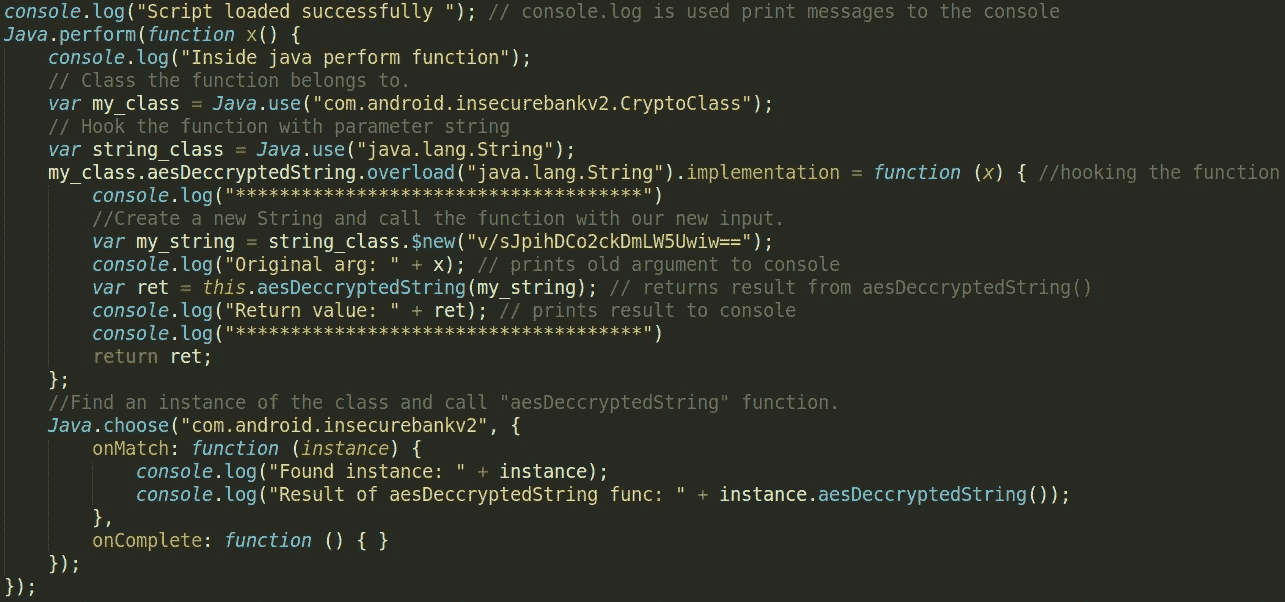 console.log("Script loaded successfully "); // console.log is used print messages to the console
Java.perform(function x() {
    console.log("Inside java perform function");
    // Class the function belongs to.
    var my_class = Java.use("com.android.insecurebankv2.CryptoClass");
    // Hook the function with parameter string
    var string_class = Java.use("java.lang.String");
    my_class.aesDeccryptedString.overload("java.lang.String").implementation = function (x) { //hooking the function
        console.log("*************************************")
        //Create a new String and call the function with our new input.
        var my_string = string_class.$new("v/sJpihDCo2ckDmLW5Uwiw==");
        console.log("Original arg: " + x); // prints old argument to console
        var ret = this.aesDeccryptedString(my_string); // returns result from aesDeccryptedString()
        console.log("Return value: " + ret); // prints result to console
        console.log("*************************************")
        return ret;
    };
    //Find an instance of the class and call "aesDeccryptedString" function.
    Java.choose("com.android.insecurebankv2", {
        onMatch: function (instance) {
            console.log("Found instance: " + instance);
            console.log("Result of aesDeccryptedString func: " + instance.aesDeccryptedString());
        },
        onComplete: function () { }
    });
});